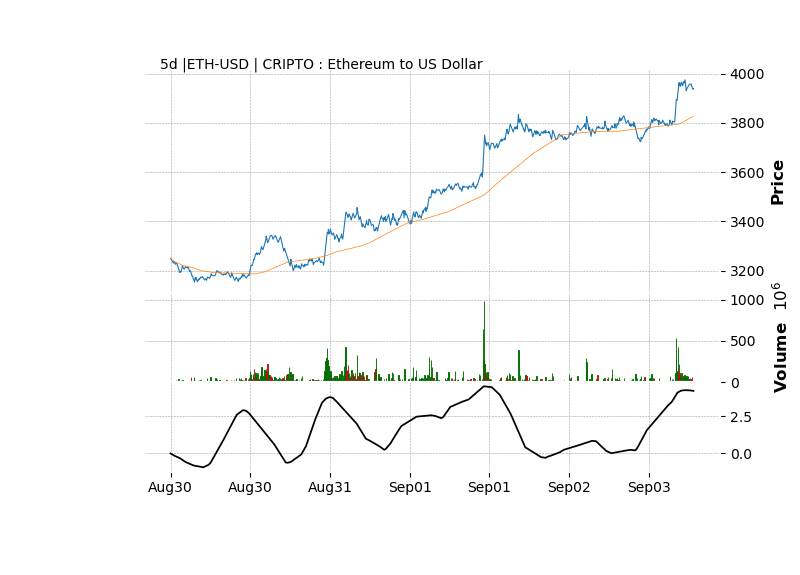 5d |ETH-USD | CRIPTO : Ethereum to US Dollar
4000
3800
3600
3400
3200
Price
1000
500
0
Volume 10^6
2.5
0.0
Aug30 Aug30 Aug31 Sep01 Sep01 Sep02 Sep03